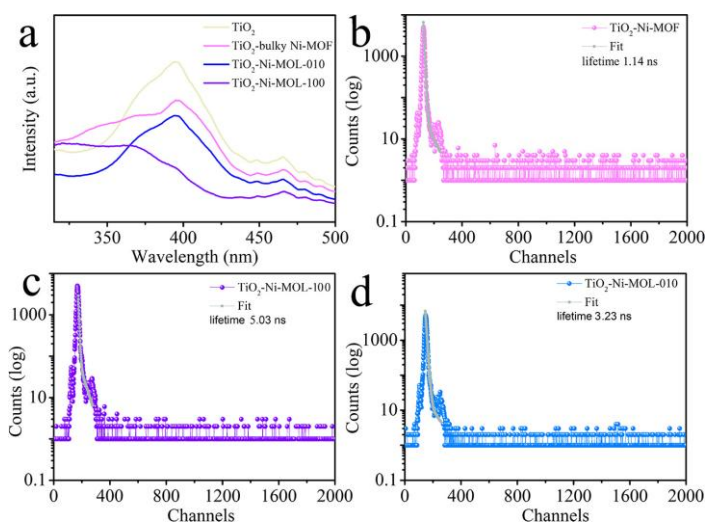 a
TiO2
TiO2-bulky Ni-MOF
TiO2-Ni-MOL-010
TiO2-Ni-MOL-100
Intensity (a.u.)
350 400 450 500
Wavelength (nm)
b
TiO2-Ni-MOF
Fit
lifetime 1.14 ns
Counts (log)
1000
10
0.1
0 400 800 1200 1600 2000
Channels
c
TiO2-Ni-MOL-100
Fit
lifetime 5.03 ns
Counts (log)
1000
10
0.1
0 400 800 1200 1600 2000
Channels
d
TiO2-Ni-MOL-010
Fit
lifetime 3.23 ns
Counts (log)
1000
10
0.1
0 400 800 1200 1600 2000
Channels